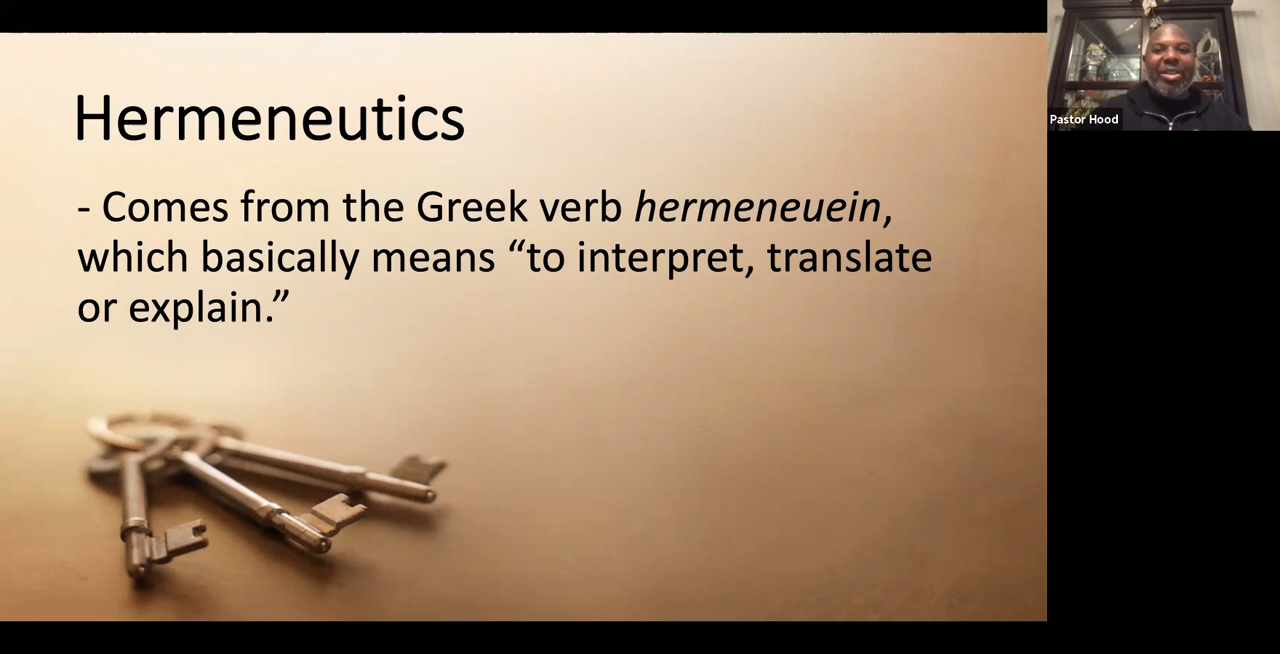 Hermeneutics
- Comes from the Greek verb hermeneuein,
which basically means “to interpret, translate
or explain.”
Pastor Hood